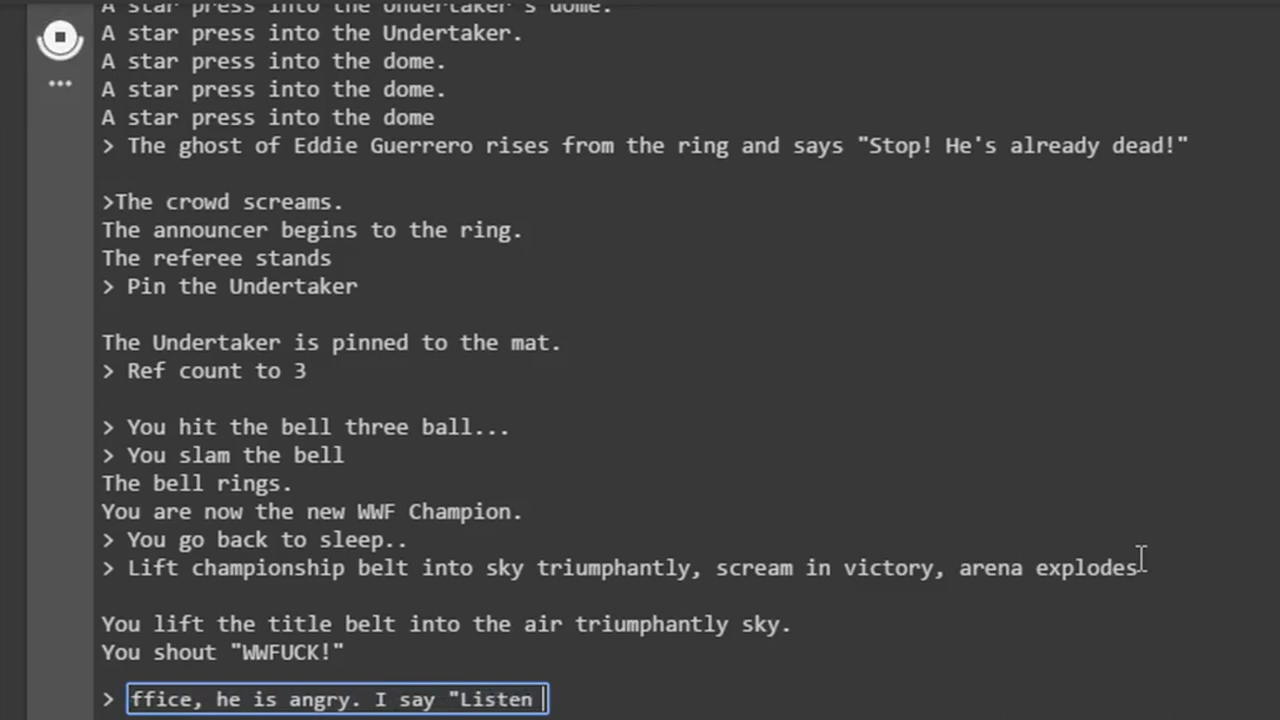 A star press into the Undertaker's dome.
A star press into the Undertaker.
A star press into the dome.
A star press into the dome.
A star press into the dome
> The ghost of Eddie Guerrero rises from the ring and says "Stop! He's already dead!"
>The crowd screams.
The announcer begins to the ring.
The referee stands
> Pin the Undertaker
The Undertaker is pinned to the mat.
> Ref count to 3
> You hit the bell three ball...
> You slam the bell
The bell rings.
You are now the new WWF Champion.
> You go back to sleep..
> Lift championship belt into sky triumphantly, scream in victory, arena explodes
You lift the title belt into the air triumphantly sky.
You shout "WWFUCK!"
> ffice, he is angry. I say "Listen